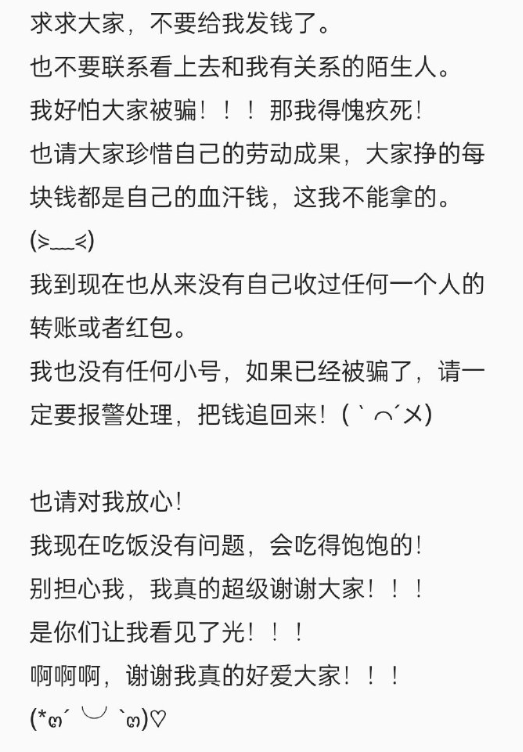 求求大家，不要给我发钱了。
也不要联系看上去和我有关系的陌生人。
我好怕大家被骗！！！那我得愧疚死！
也请大家珍惜自己的劳动成果，大家挣的每
块钱都是自己的血汗钱，这我不能拿的。
(⋟﹏⋞)
我到现在也从来没有自己收过任何一个人的
转账或者红包。
我也没有任何小号，如果已经被骗了，请一
定要报警处理，把钱追回来！(｀⌒´メ)
也请对我放心！
我现在吃饭没有问题，会吃得饱饱的！
别担心我，我真的超级谢谢大家！！！
是你们让我看见了光！！！
啊啊啊，谢谢我真的好爱大家！！！
(*ฅ´╰╯`ฅ)♡